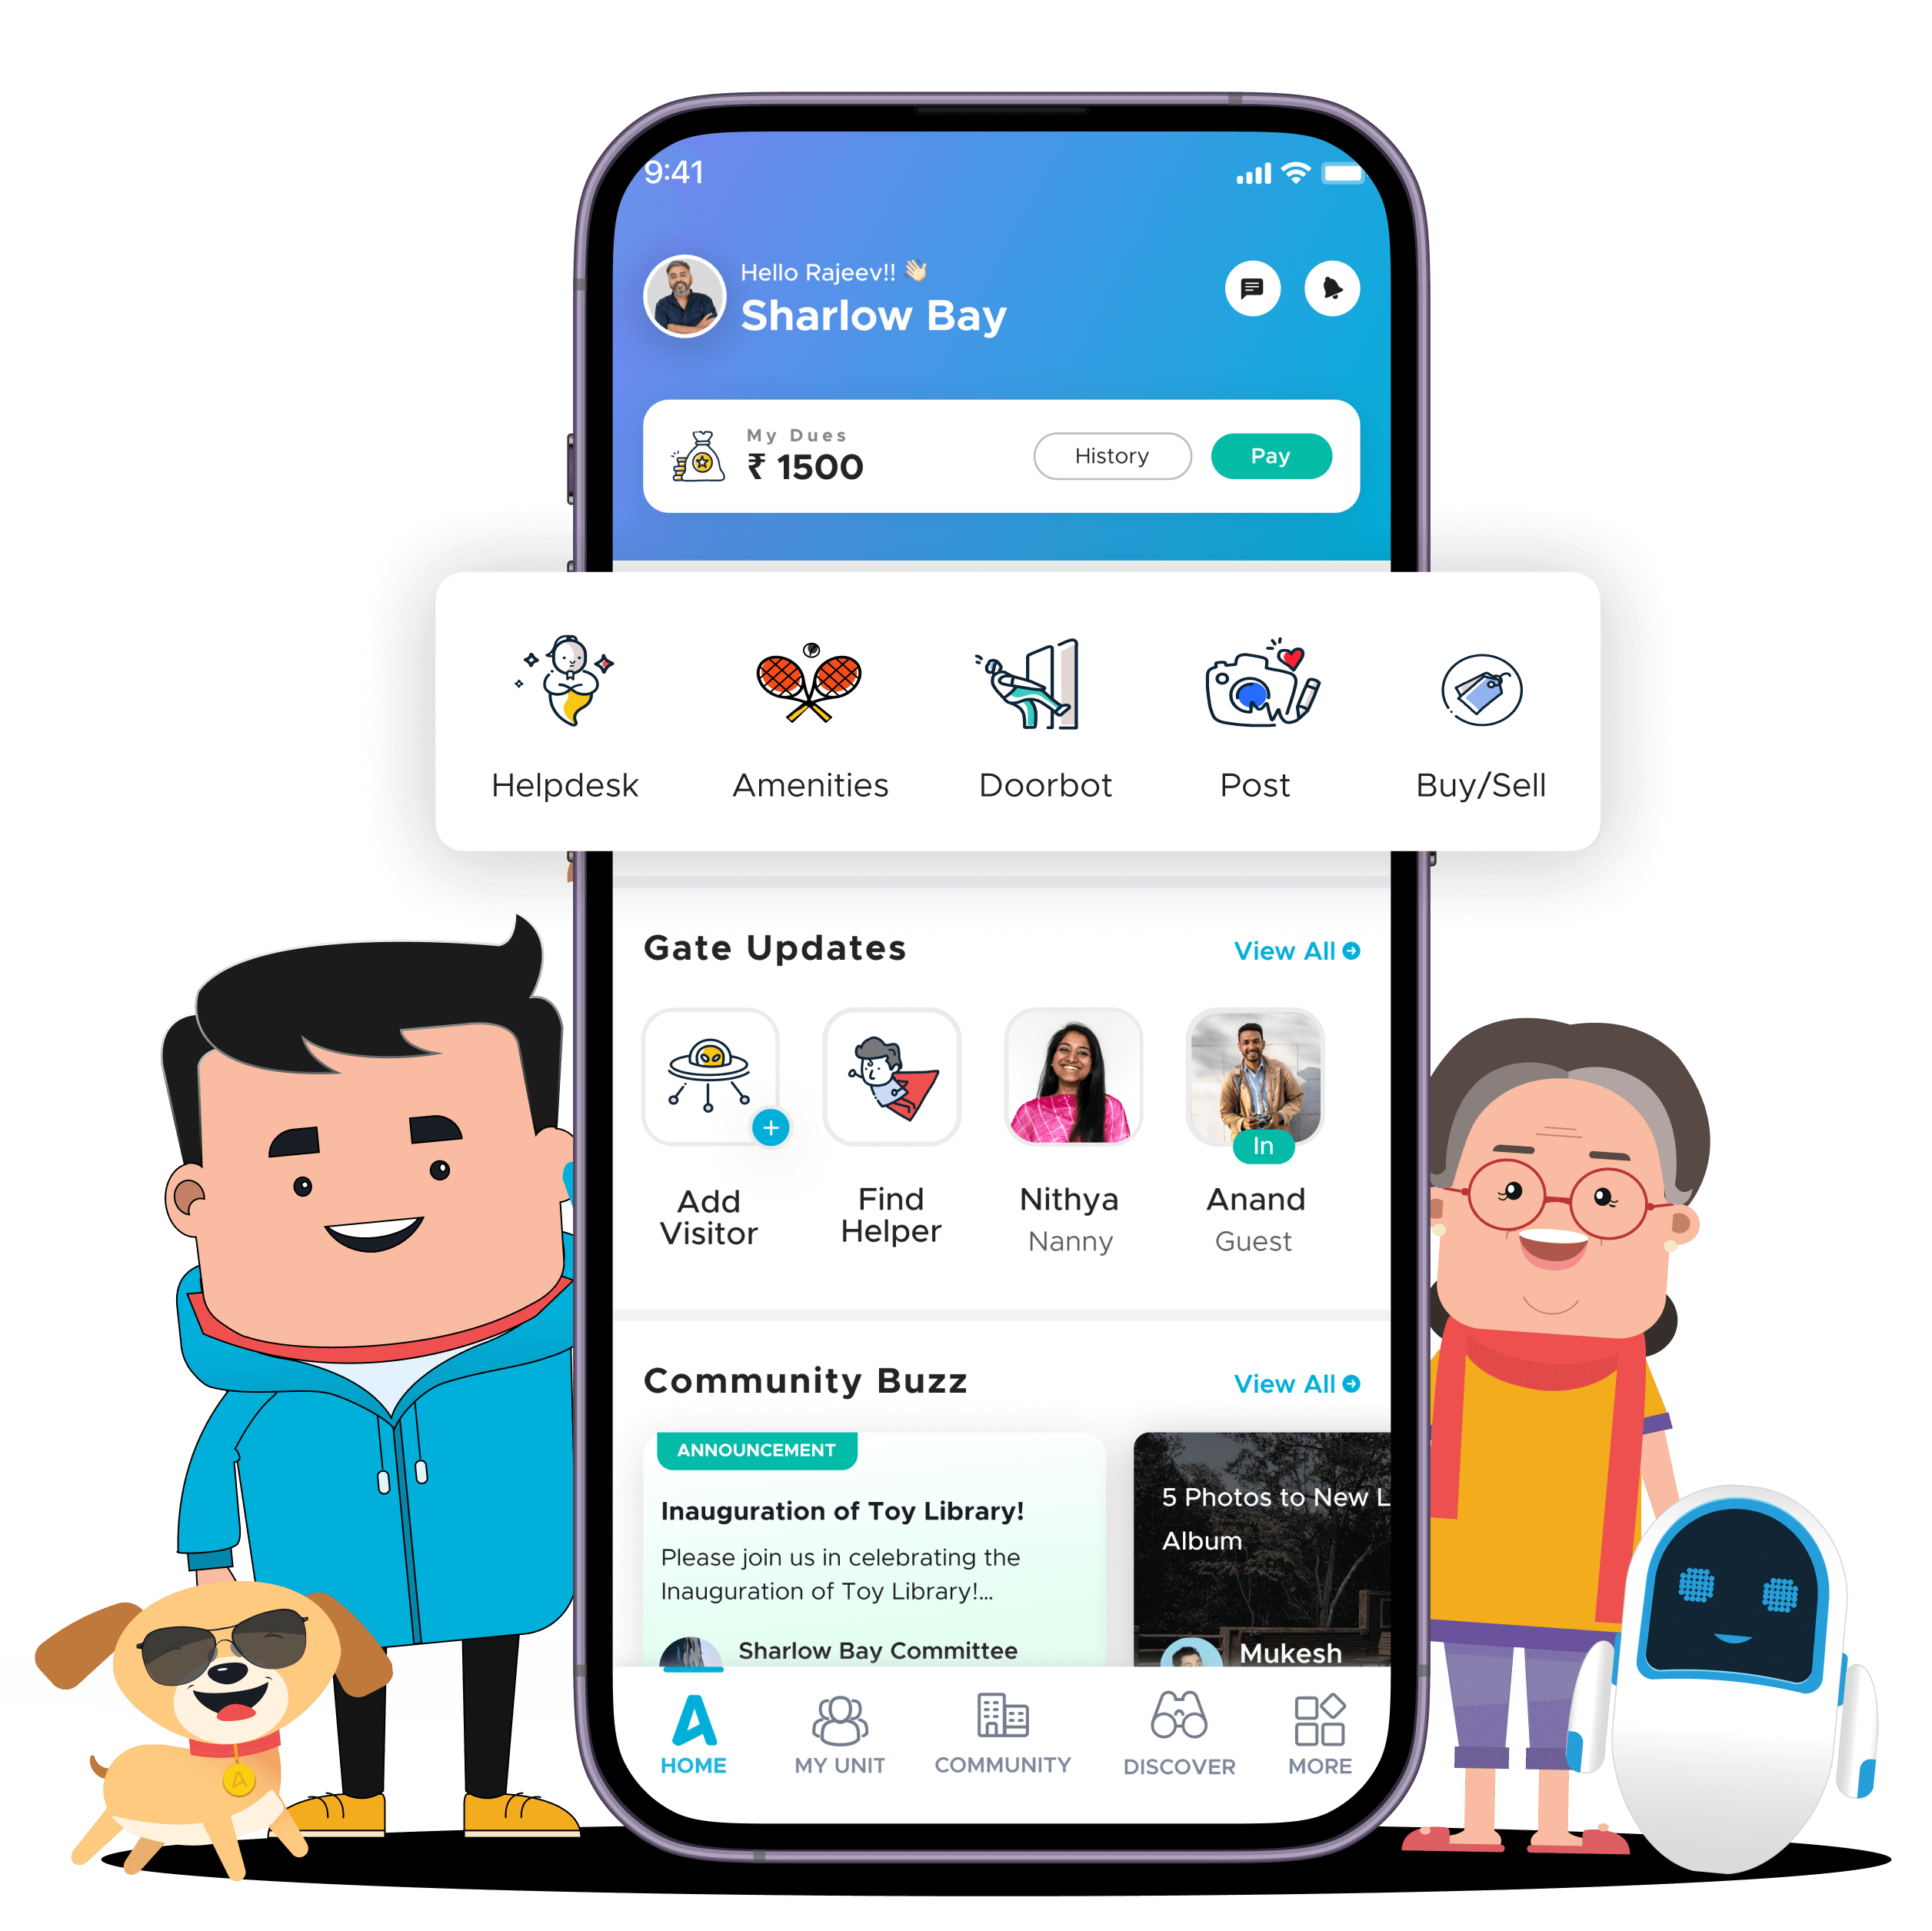 9:41
Hello Rajeev!! 👋
Sharlow Bay
My Dues
₹ 1500
History
Pay
Helpdesk
Amenities
Doorbot
Post
Buy/Sell
Gate Updates
View All
In
Add
Visitor
Find
Helper
Nithya
Nanny
Anand
Guest
Community Buzz
View All
ANNOUNCEMENT
Inauguration of Toy Library!
Please join us in celebrating the
Inauguration of Toy Library!...
Sharlow Bay Committee
5 Photos to New L
Album
Mukesh
A
HOME
MY UNIT
COMMUNITY
DISCOVER
MORE
A